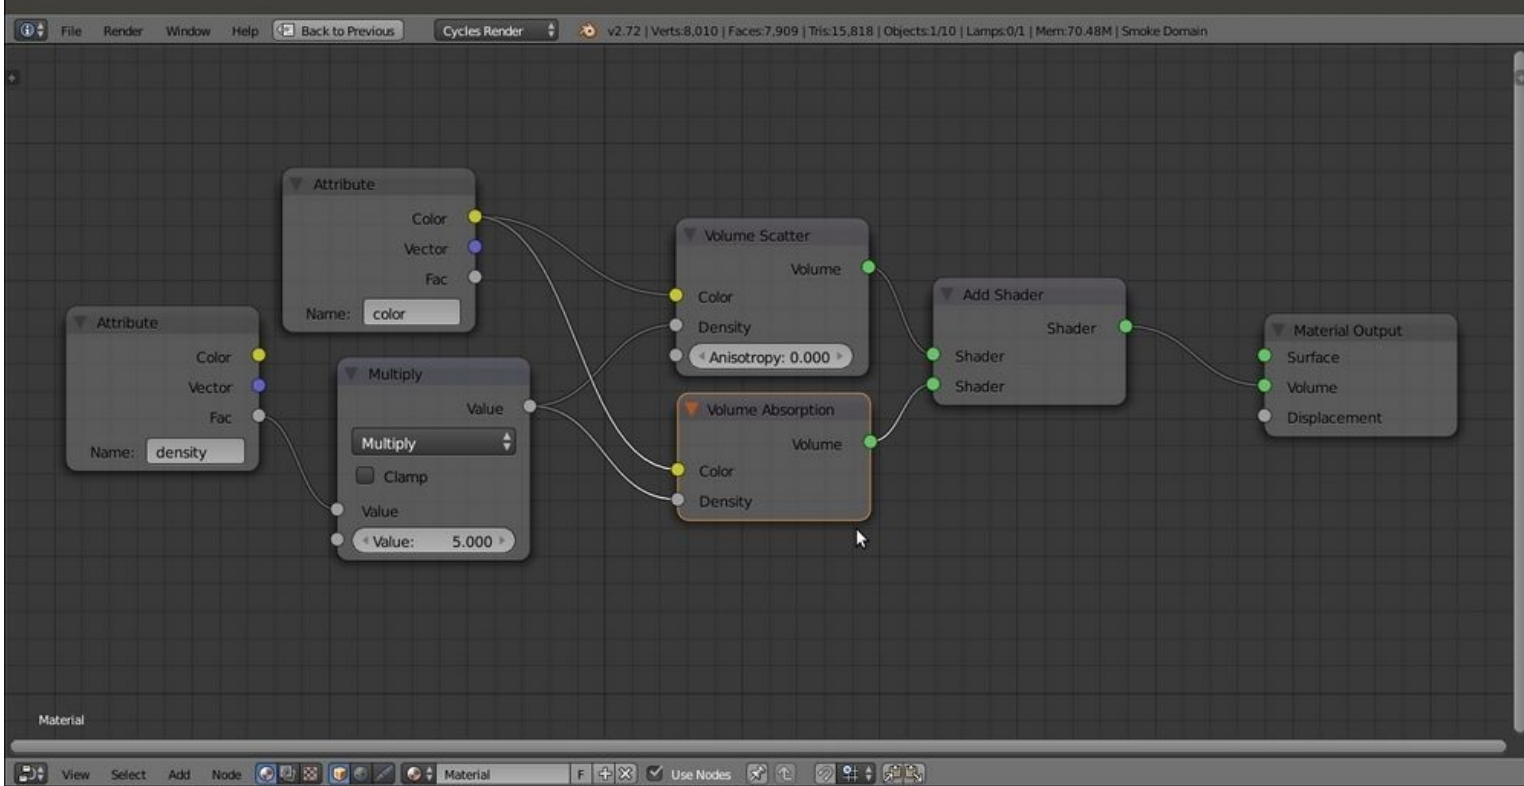 File Render Window Help Back to Previous Cycles Render v2.72 | Verts:8,010 | Faces:7,909 | Tris:15,818 | Objects:1/10 | Lamps:0/1 | Mem:70.48M | Smoke Domain
Attribute
Color
Vector
Fac
Name: color
Attribute
Color
Vector
Fac
Name: density
Multiply
Value
Multiply
Clamp
Value
Value: 5.000
Volume Scatter
Volume
Color
Density
Anisotropy: 0.000
Volume Absorption
Volume
Color
Density
Add Shader
Shader
Shader
Shader
Material Output
Surface
Volume
Displacement
Material
View Select Add Node Material F Use Nodes